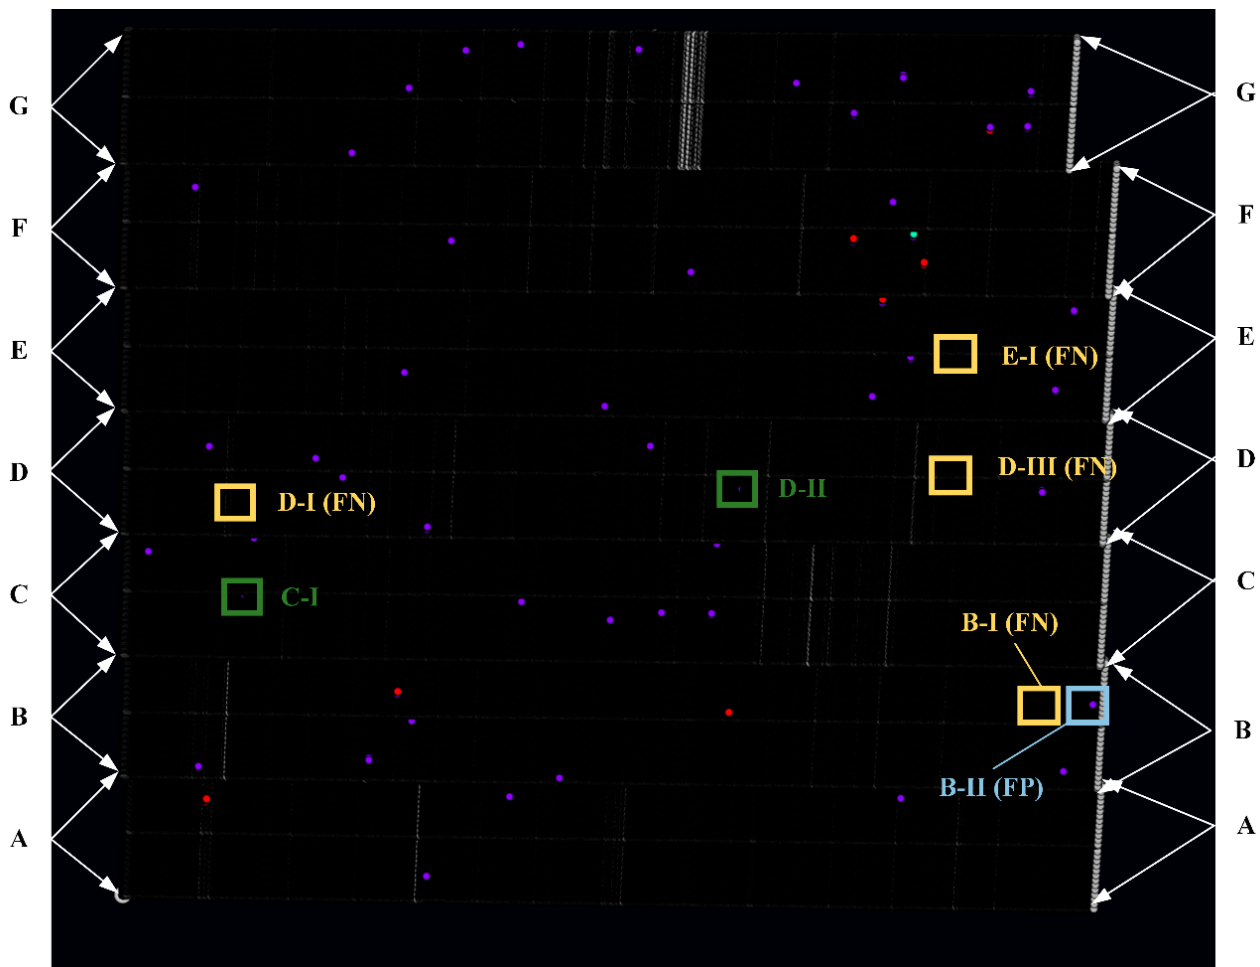 G
G
F
F
E
E
E-I (FN)
D
D
D-III (FN)
D-II
D-I (FN)
C
C
C-I
B-I (FN)
B
B
B-II (FP)
A
A